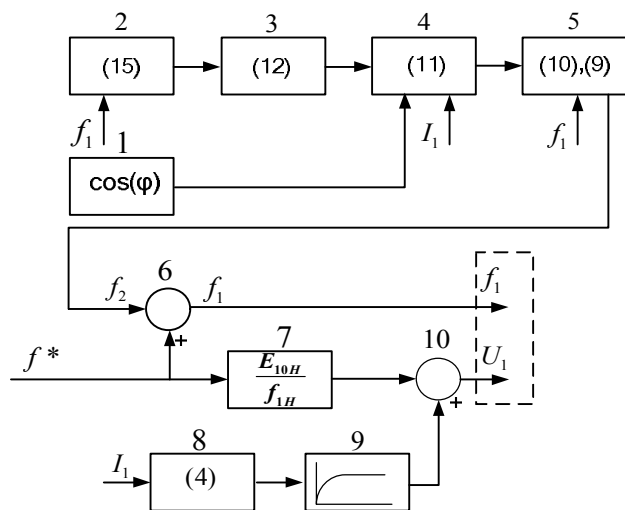 2 3 4 5
(15) (12) (11) (10),(9)
f₁ 1 I₁ f₁
cos(φ)
6
f₂ f₁ f₁
+ 7 10 U₁
f* E₁₀H
f₁H
+
8 9
I₁ (4)